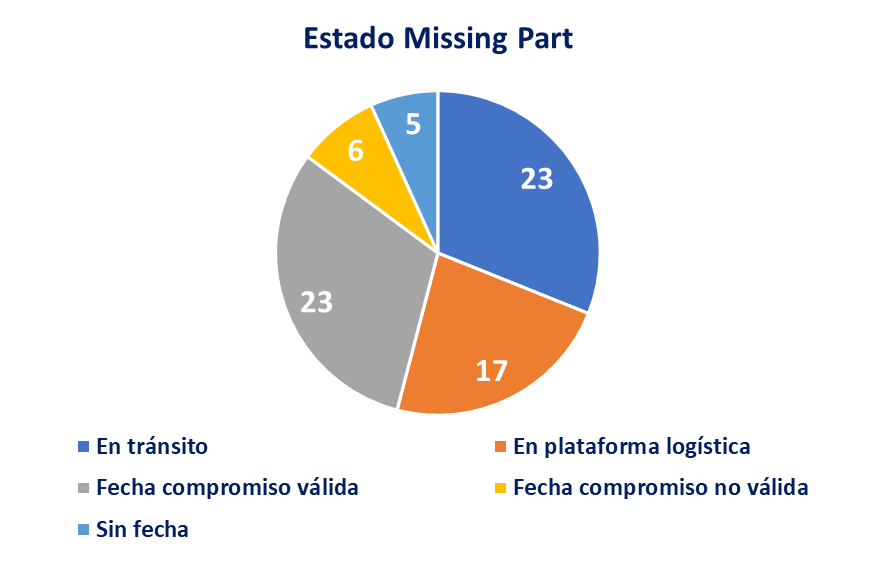 Estado Missing Part
5
6
23
23
17
En tránsito
En plataforma logística
Fecha compromiso válida
Fecha compromiso no válida
Sin fecha